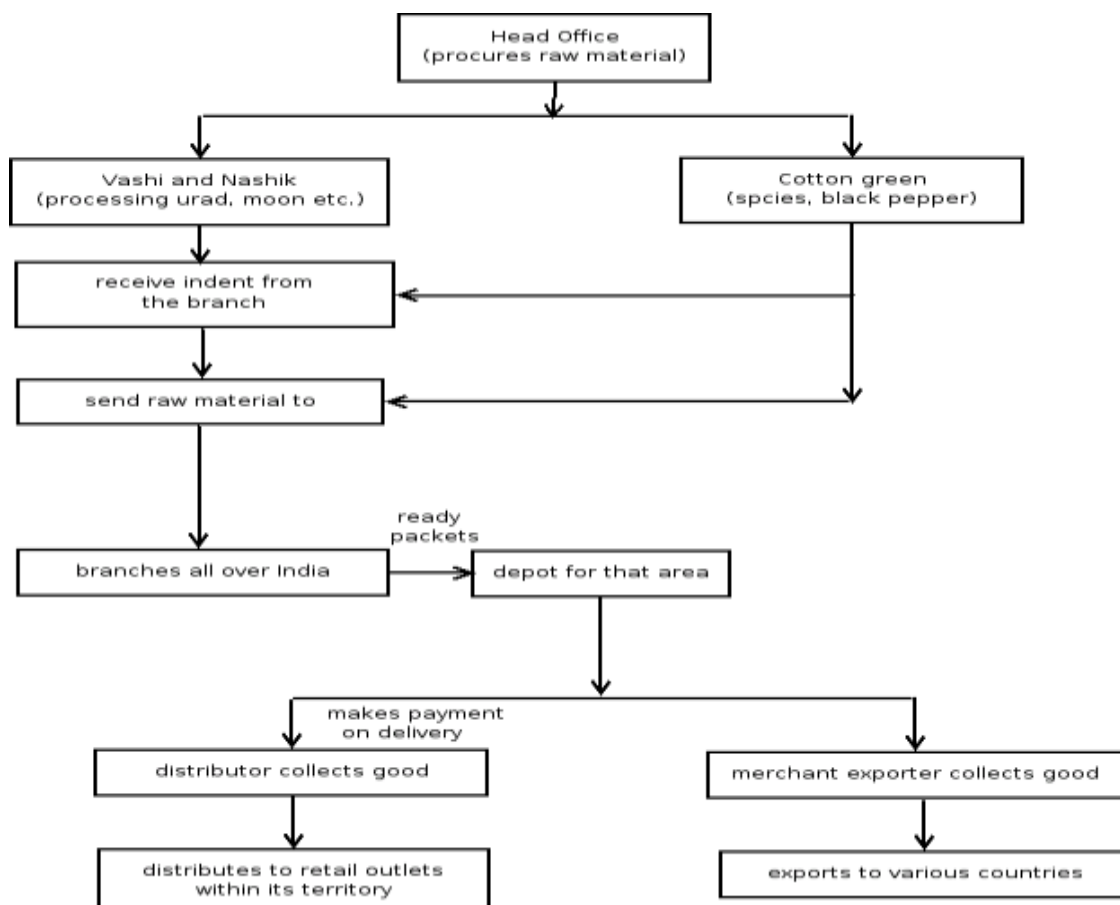 Head Office
(procures raw material)
Vashi and Nashik
(processing urad, moon etc.)
Cotton green
(spcies, black pepper)
receive indent from
the branch
send raw material to
ready
packets
branches all over India
depot for that area
makes payment
on delivery
distributor collects good
merchant exporter collects good
distributes to retail outlets
within its territory
exports to various countries